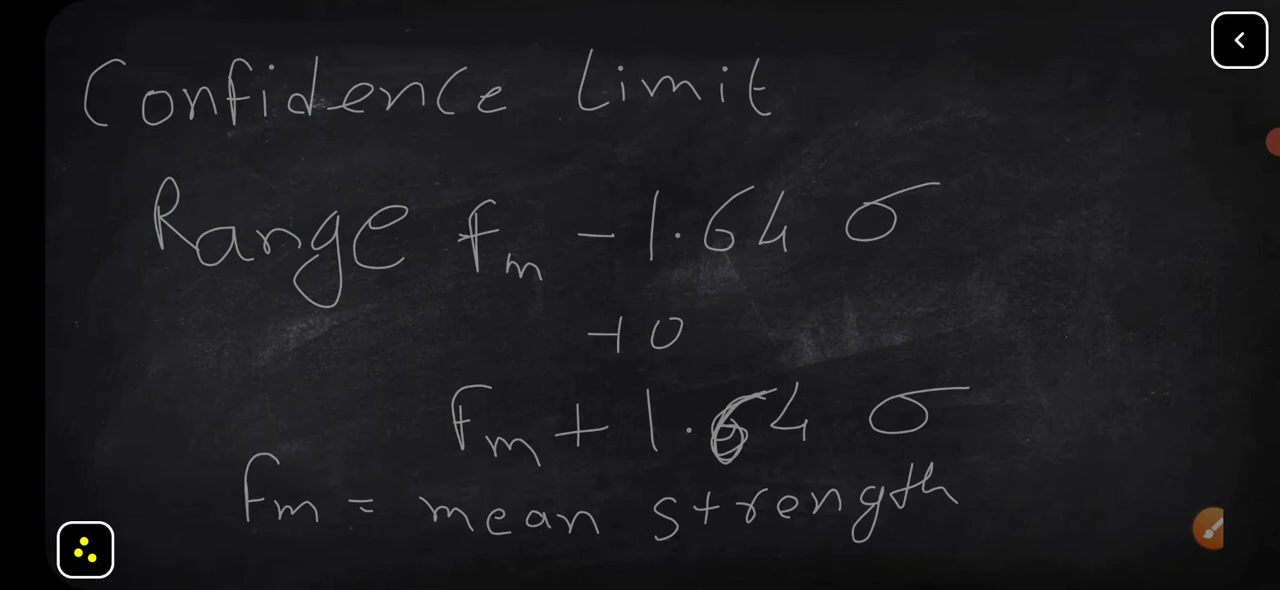 Confidence Limit
Range fm - 1.64 σ
to
fm + 1.64 σ
fm = mean strength